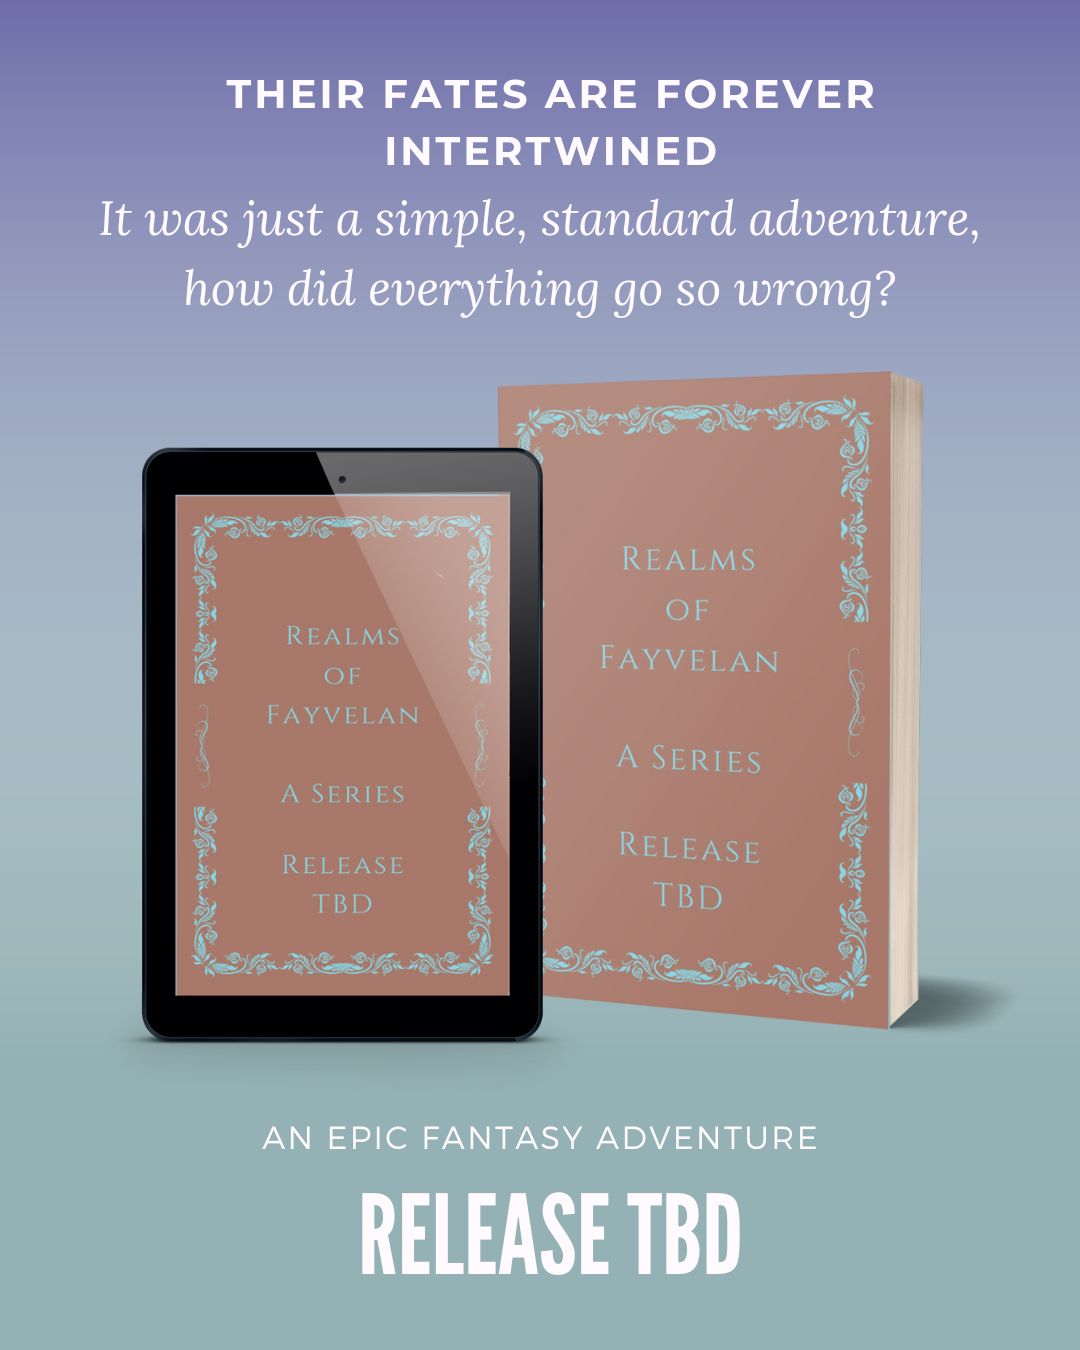 THEIR FATES ARE FOREVER
INTERTWINED
It was just a simple, standard adventure,
how did everything go so wrong?
REALMS
OF
FAYVELAN
A SERIES
RELEASE
TBD
REALMS
OF
FAYVELAN
A SERIES
RELEASE
TBD
AN EPIC FANTASY ADVENTURE
RELEASE TBD